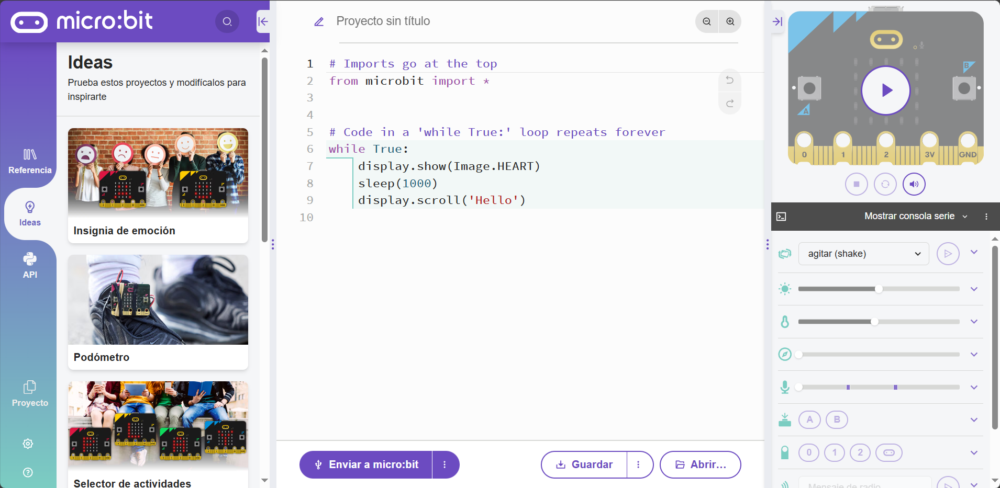 micro:bit
Referencia
Ideas
API
Proyecto
Ideas
Prueba estos proyectos y modifícalos para
inspirarte
Insignia de emoción
Podómetro
Selector de actividades
Proyecto sin título
1 # Imports go at the top
2 from microbit import *
3
4
5 # Code in a 'while True:' loop repeats forever
6 while True:
7 display.show(Image.HEART)
8 sleep(1000)
9 display.scroll('Hello')
10
Enviar a micro:bit
Guardar
Abrir...
B
A
0 1 2 3V GND
Mostrar consola serie
agitar (shake)
A B
0 1 2
Mensaje de radio